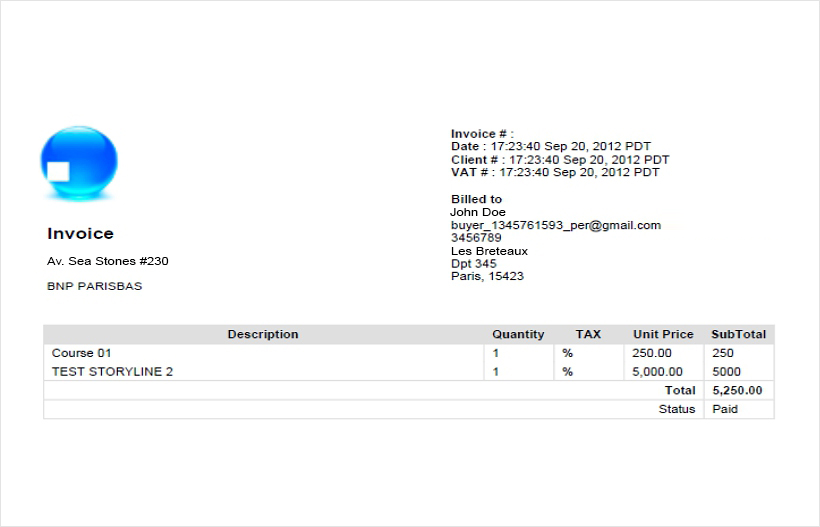 Invoice # :
Date : 17:23:40 Sep 20, 2012 PDT
Client # : 17:23:40 Sep 20, 2012 PDT
VAT # : 17:23:40 Sep 20, 2012 PDT
Billed to
John Doe
buyer_1345761593_per@gmail.com
3456789
Les Breteaux
Dpt 345
Paris, 15423
Invoice
Av. Sea Stones #230
BNP PARISBAS
Description Quantity TAX Unit Price SubTotal
Course 01 1 % 250.00 250
TEST STORYLINE 2 1 % 5,000.00 5000
Total 5,250.00
Status Paid